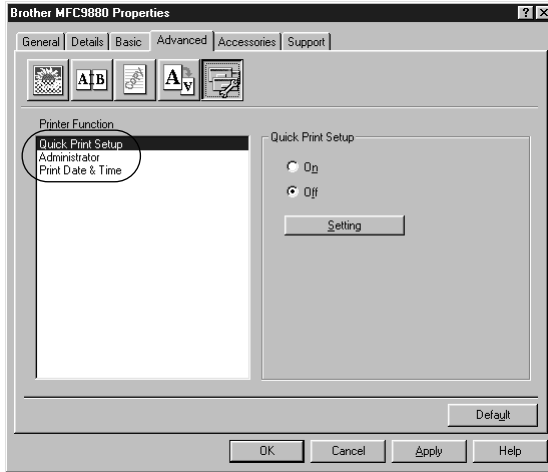 Brother MFC9880 Properties
General Details Basic Advanced Accessories Support
A B
A A
Printer Function
Quick Print Setup
Administrator
Print Date & Time
Quick Print Setup
On
Off
Setting
Default
OK Cancel Apply Help